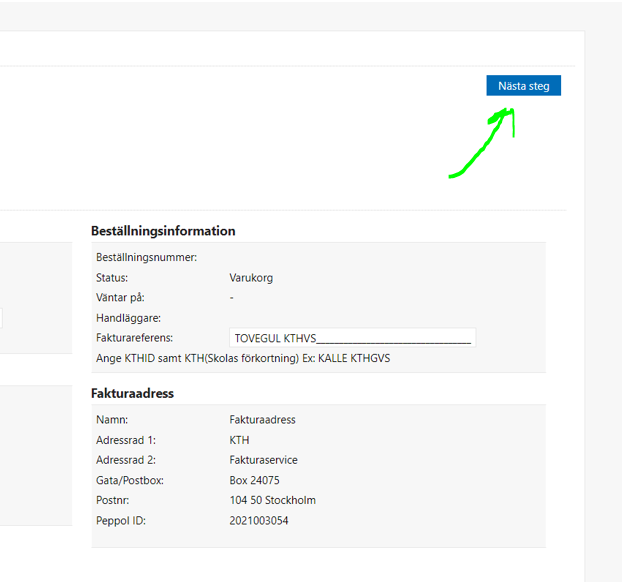 Nästa steg
Beställningsinformation
Beställningsnummer:
Status: Varukorg
Väntar på: -
Handläggare:
Fakturareferens: TOVEGUL KTHVS________________________________
Ange KTHID samt KTH(Skolas förkortning) Ex: KALLE KTHGVS
Fakturaadress
Namn: Fakturaadress
Adressrad 1: KTH
Adressrad 2: Fakturaservice
Gata/Postbox: Box 24075
Postnr: 104 50 Stockholm
Peppol ID: 2021003054